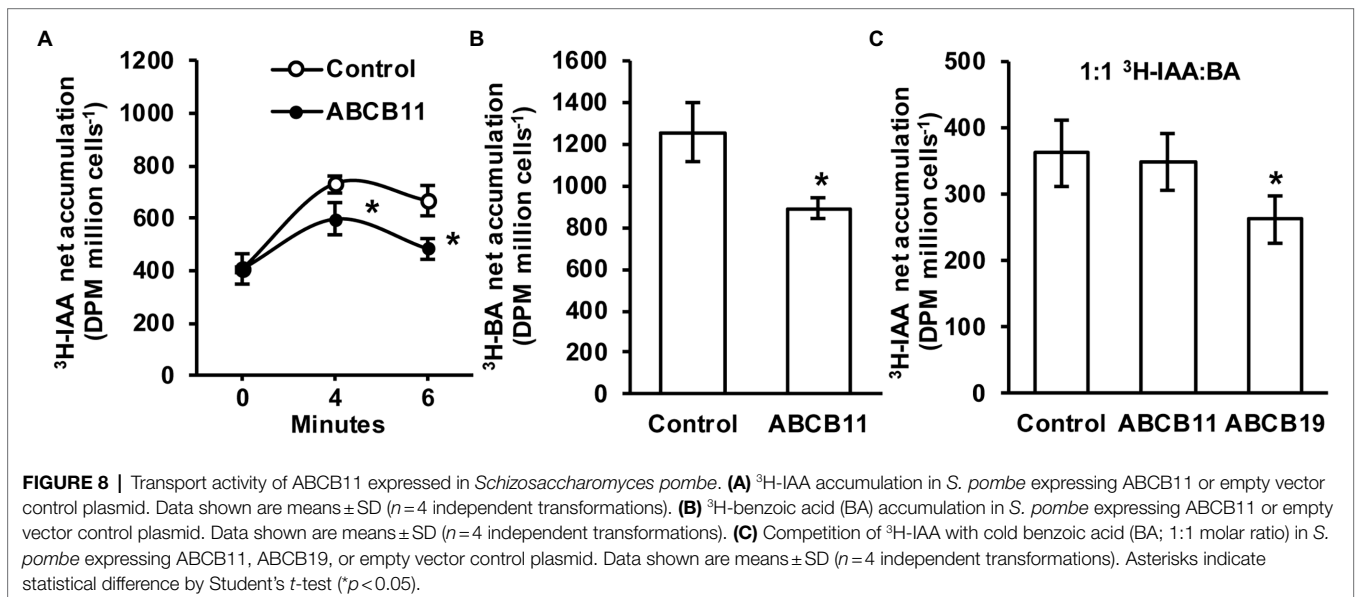 A
Control
ABCB11
³H-IAA net accumulation
(DPM million cells⁻¹)
1200
1000
800
600
400
200
0
*
*
0 4 6
Minutes
B
³H-BA net accumulation
(DPM million cells⁻¹)
1600
1400
1200
1000
800
600
400
200
0
*
Control ABCB11
C
1:1 ³H-IAA:BA
³H-IAA net accumulation
(DPM million cells⁻¹)
500
400
300
200
100
0
*
Control ABCB11 ABCB19
FIGURE 8 | Transport activity of ABCB11 expressed in Schizosaccharomyces pombe. (A) ³H-IAA accumulation in S. pombe expressing ABCB11 or empty vector
control plasmid. Data shown are means ± SD (n = 4 independent transformations). (B) ³H-benzoic acid (BA) accumulation in S. pombe expressing ABCB11 or empty
vector control plasmid. Data shown are means ± SD (n = 4 independent transformations). (C) Competition of ³H-IAA with cold benzoic acid (BA; 1:1 molar ratio) in S.
pombe expressing ABCB11, ABCB19, or empty vector control plasmid. Data shown are means ± SD (n = 4 independent transformations). Asterisks indicate
statistical difference by Student's t-test (*p < 0.05).